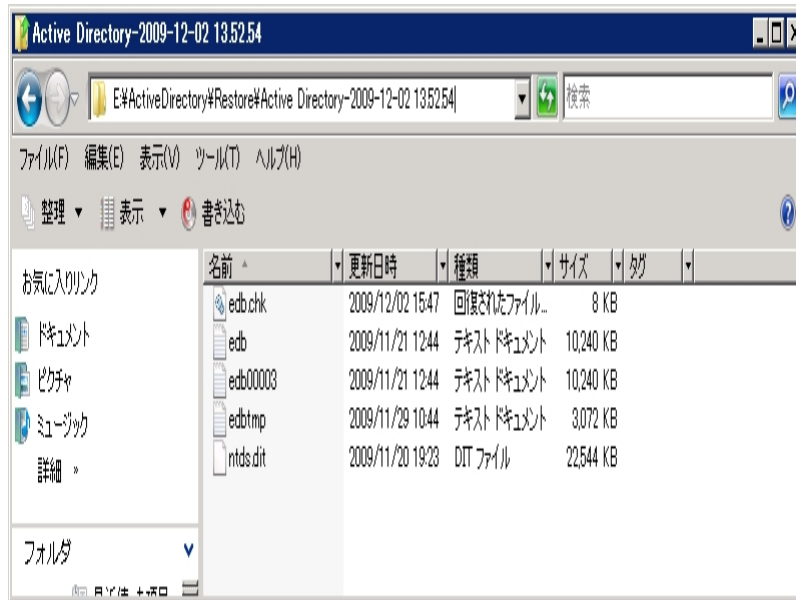 Active Directory-2009-12-02 13.52.54
E:¥ActiveDirectory¥Restore¥Active Directory-2009-12-02 13.52.54
検索
ファイル(F) 編集(E) 表示(V) ツール(T) ヘルプ(H)
整理 表示 書き込む
お気に入りリンク
ドキュメント
ピクチャ
ミュージック
詳細 »
フォルダ
名前 更新日時 種類 サイズ タグ
edb.chk 2009/12/02 15:47 回復されたファイル... 8 KB
edb 2009/11/21 12:44 テキスト ドキュメント 10,240 KB
edb00003 2009/11/21 12:44 テキスト ドキュメント 10,240 KB
edbtmp 2009/11/29 10:44 テキスト ドキュメント 3,072 KB
ntds.dit 2009/11/20 19:23 DIT ファイル 22,544 KB